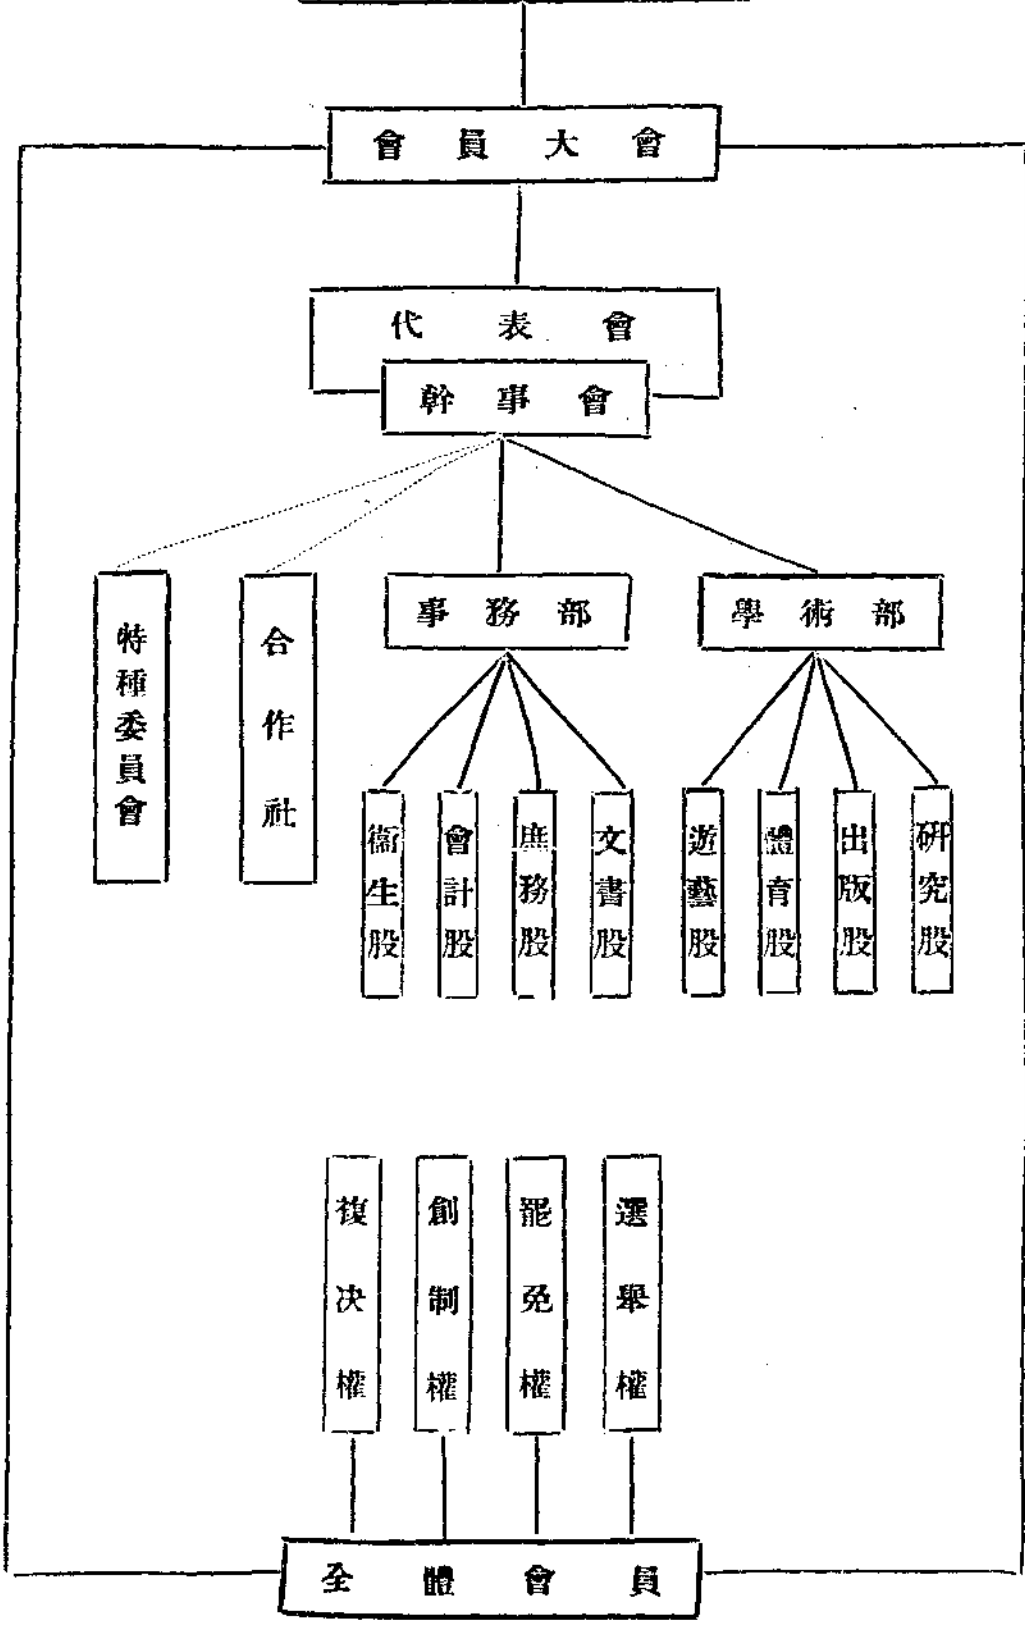 會員大會
代表會
幹事會
特種委員會
合作社
事務部
學術部
衞生股
會計股
庶務股
文書股
遊藝股
體育股
出版股
研究股
複决權
創制權
罷免權
選舉權
全體會員